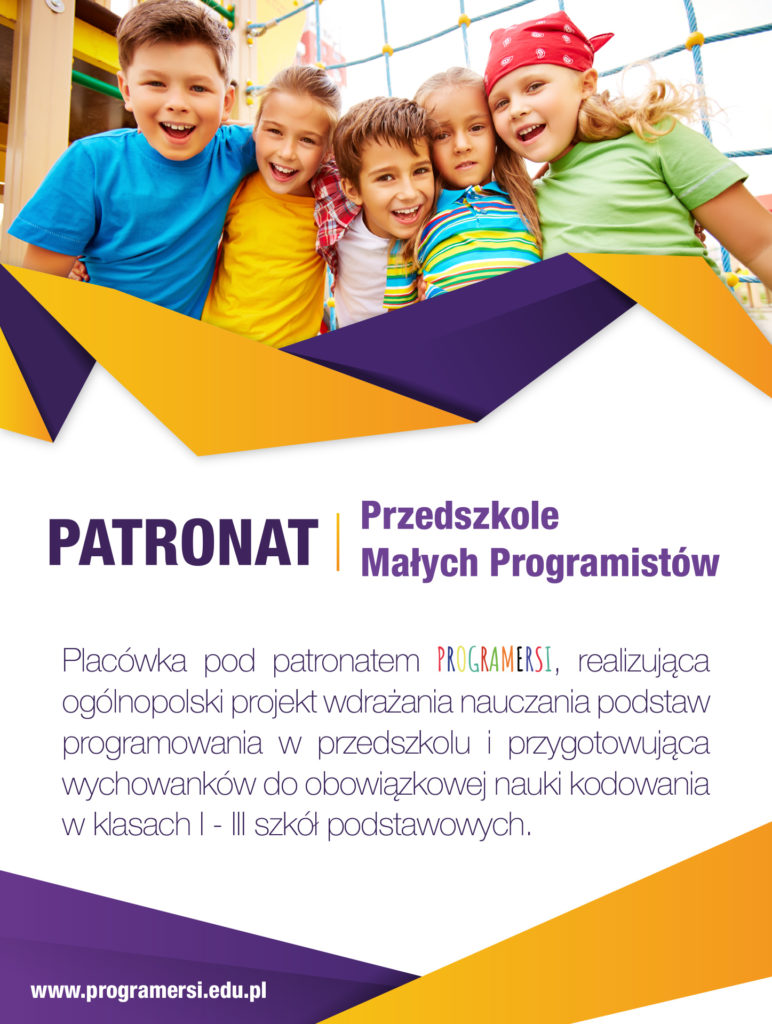 PATRONAT
Przedszkole
Małych Programistów
Placówka pod patronatem PROGRAMERSI, realizująca
ogólnopolski projekt wdrażania nauczania podstaw
programowania w przedszkolu i przygotowująca
wychowanków do obowiązkowej nauki kodowania
w klasach I - III szkół podstawowych.
www.programersi.edu.pl